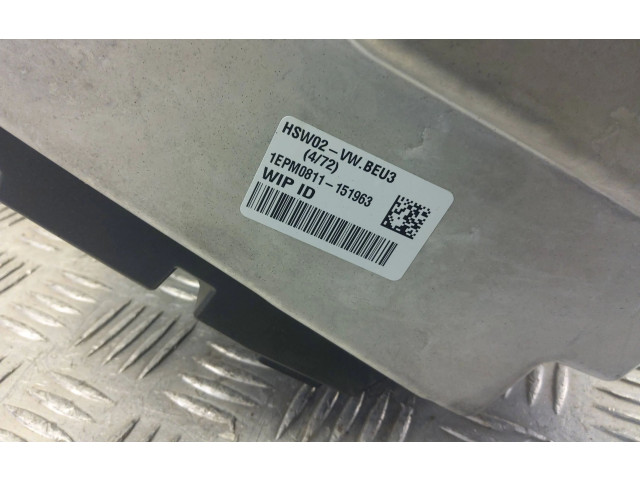 HSW02-VW.BEU3
(4/72)
1EPM0811-151963
WIP ID